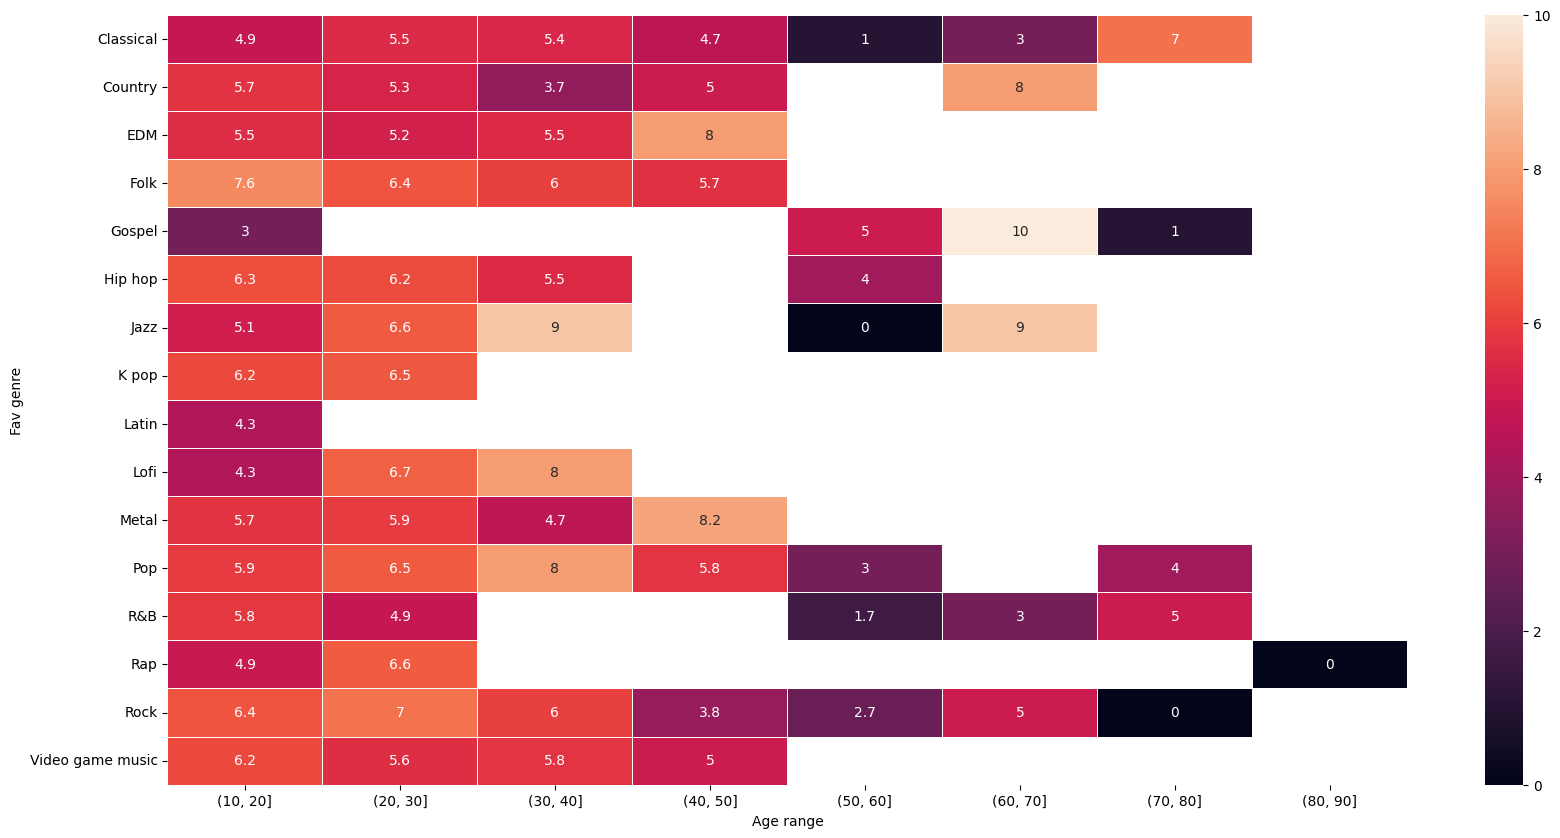 Fav genre
Classical 4.9 5.5 5.4 4.7 1 3 7
Country 5.7 5.3 3.7 5 8
EDM 5.5 5.2 5.5 8
Folk 7.6 6.4 6 5.7
Gospel 3 5 10 1
Hip hop 6.3 6.2 5.5 4
Jazz 5.1 6.6 9 0 9
K pop 6.2 6.5
Latin 4.3
Lofi 4.3 6.7 8
Metal 5.7 5.9 4.7 8.2
Pop 5.9 6.5 8 5.8 3 4
R&B 5.8 4.9 1.7 3 5
Rap 4.9 6.6 0
Rock 6.4 7 6 3.8 2.7 5 0
Video game music 6.2 5.6 5.8 5
(10, 20] (20, 30] (30, 40] (40, 50] (50, 60] (60, 70] (70, 80] (80, 90]
Age range
10
8
6
4
2
0